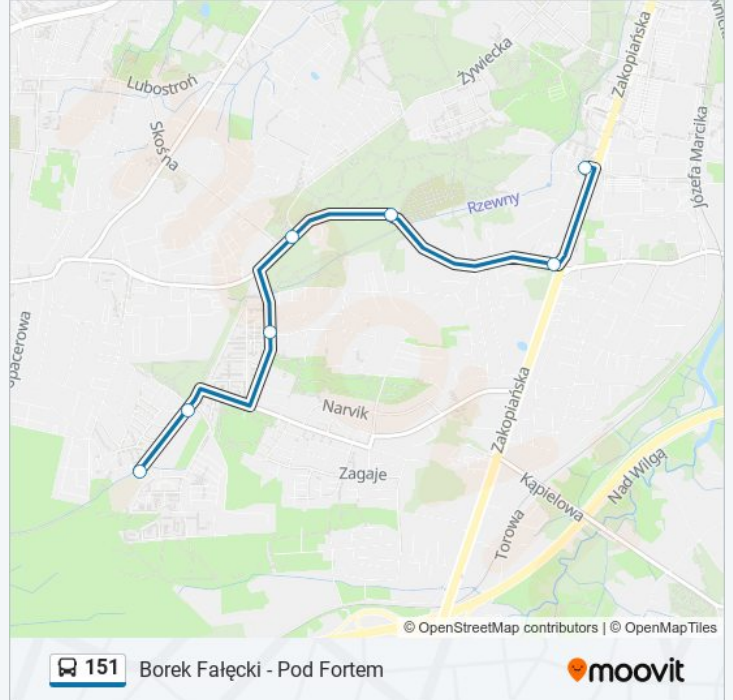 Zakopiańska
Żywiecka
Lubostroń
Skośna
Józefa Marcika
Rzewny
Narvik
Zakopiańska
Zagaje
Kąpielowa
Nad Wilgą
Torowa
© OpenStreetMap contributors | © OpenMapTiles
151 Borek Fałęcki - Pod Fortem
moovit